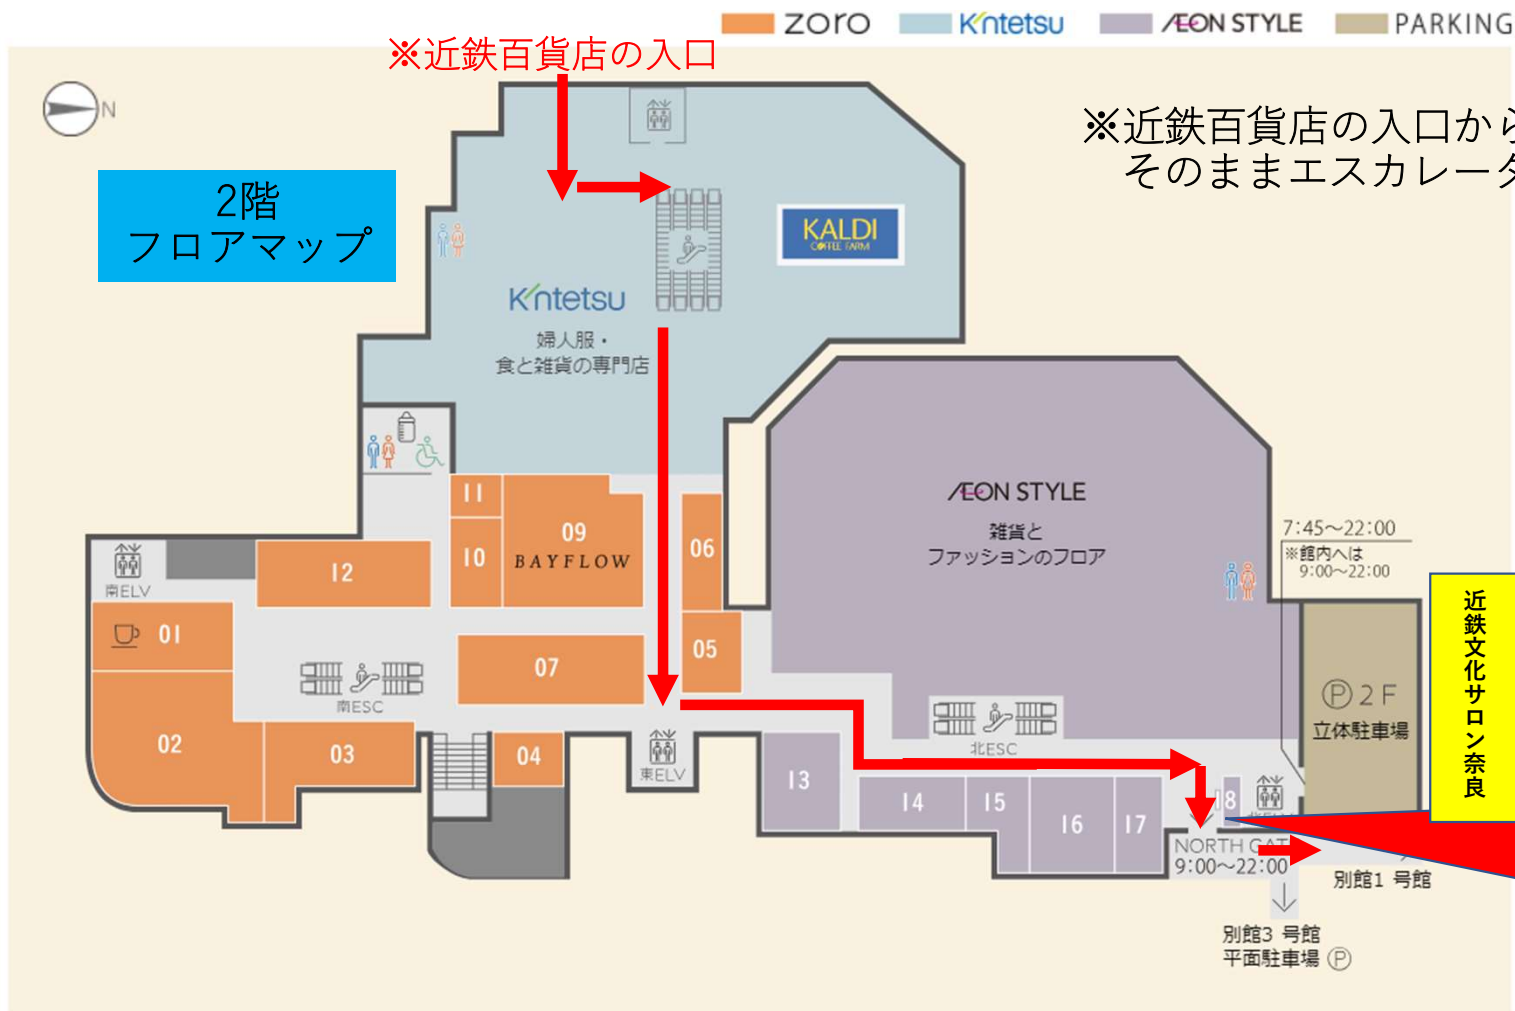 zoro
Kintetsu
ÆON STYLE
PARKING
※近鉄百貨店の入口
N
※近鉄百貨店の入口から
そのままエスカレータ
2階
フロアマップ
KALDI
COFFEE FARM
Kintetsu
婦人服・
食と雑貨の専門店
ÆON STYLE
雑貨と
ファッションのフロア
7:45～22:00
※館内へは
9:00～22:00
11
09
BAYFLOW
10
06
12
南ELV
01
05
07
南ESC
02
03
04
東ELV
13
北ESC
14
15
16
17
18
P 2F
立体駐車場
近鉄文化サロン奈良
NORTH GAT
9:00～22:00
別館1 号館
別館3 号館
平面駐車場 P